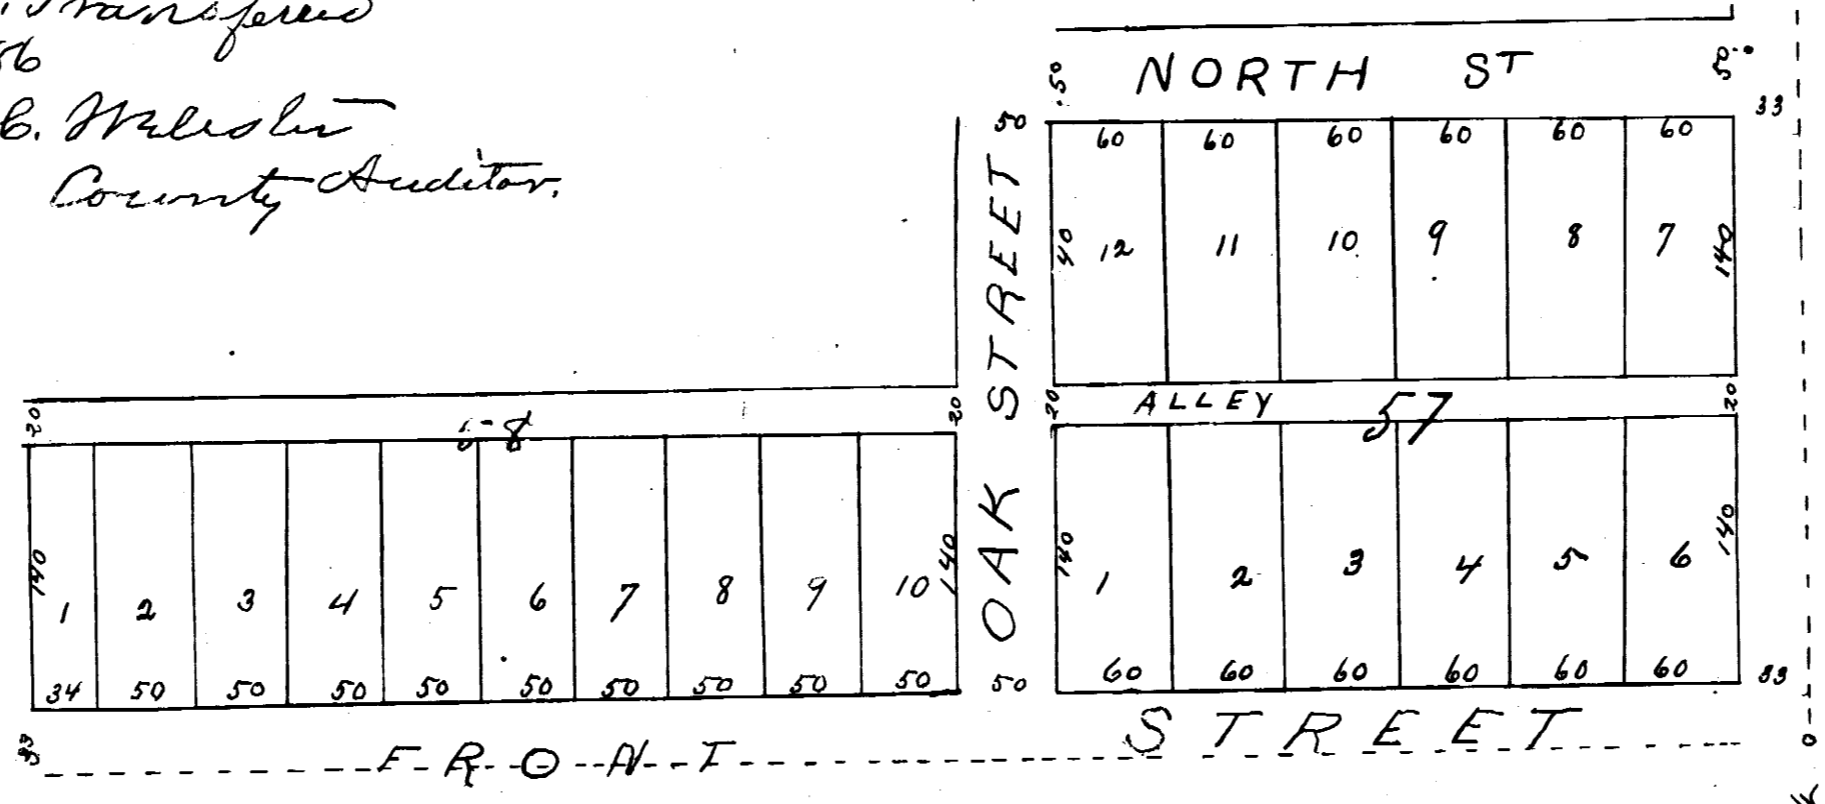 Transferred
56
C.
County Auditor.
50 NORTH ST 50
50 33
60 60 60 60 60 60
40 12 11 10 9 8 7 140
OAK STREET
20 ALLEY 57 20
20 58 20
140 1 2 3 4 5 6 7 8 9 10 140
34 50 50 50 50 50 50 50 50 50
140 1 2 3 4 5 6 140
50 60 60 60 60 60 60 33
33 FRONT STREET